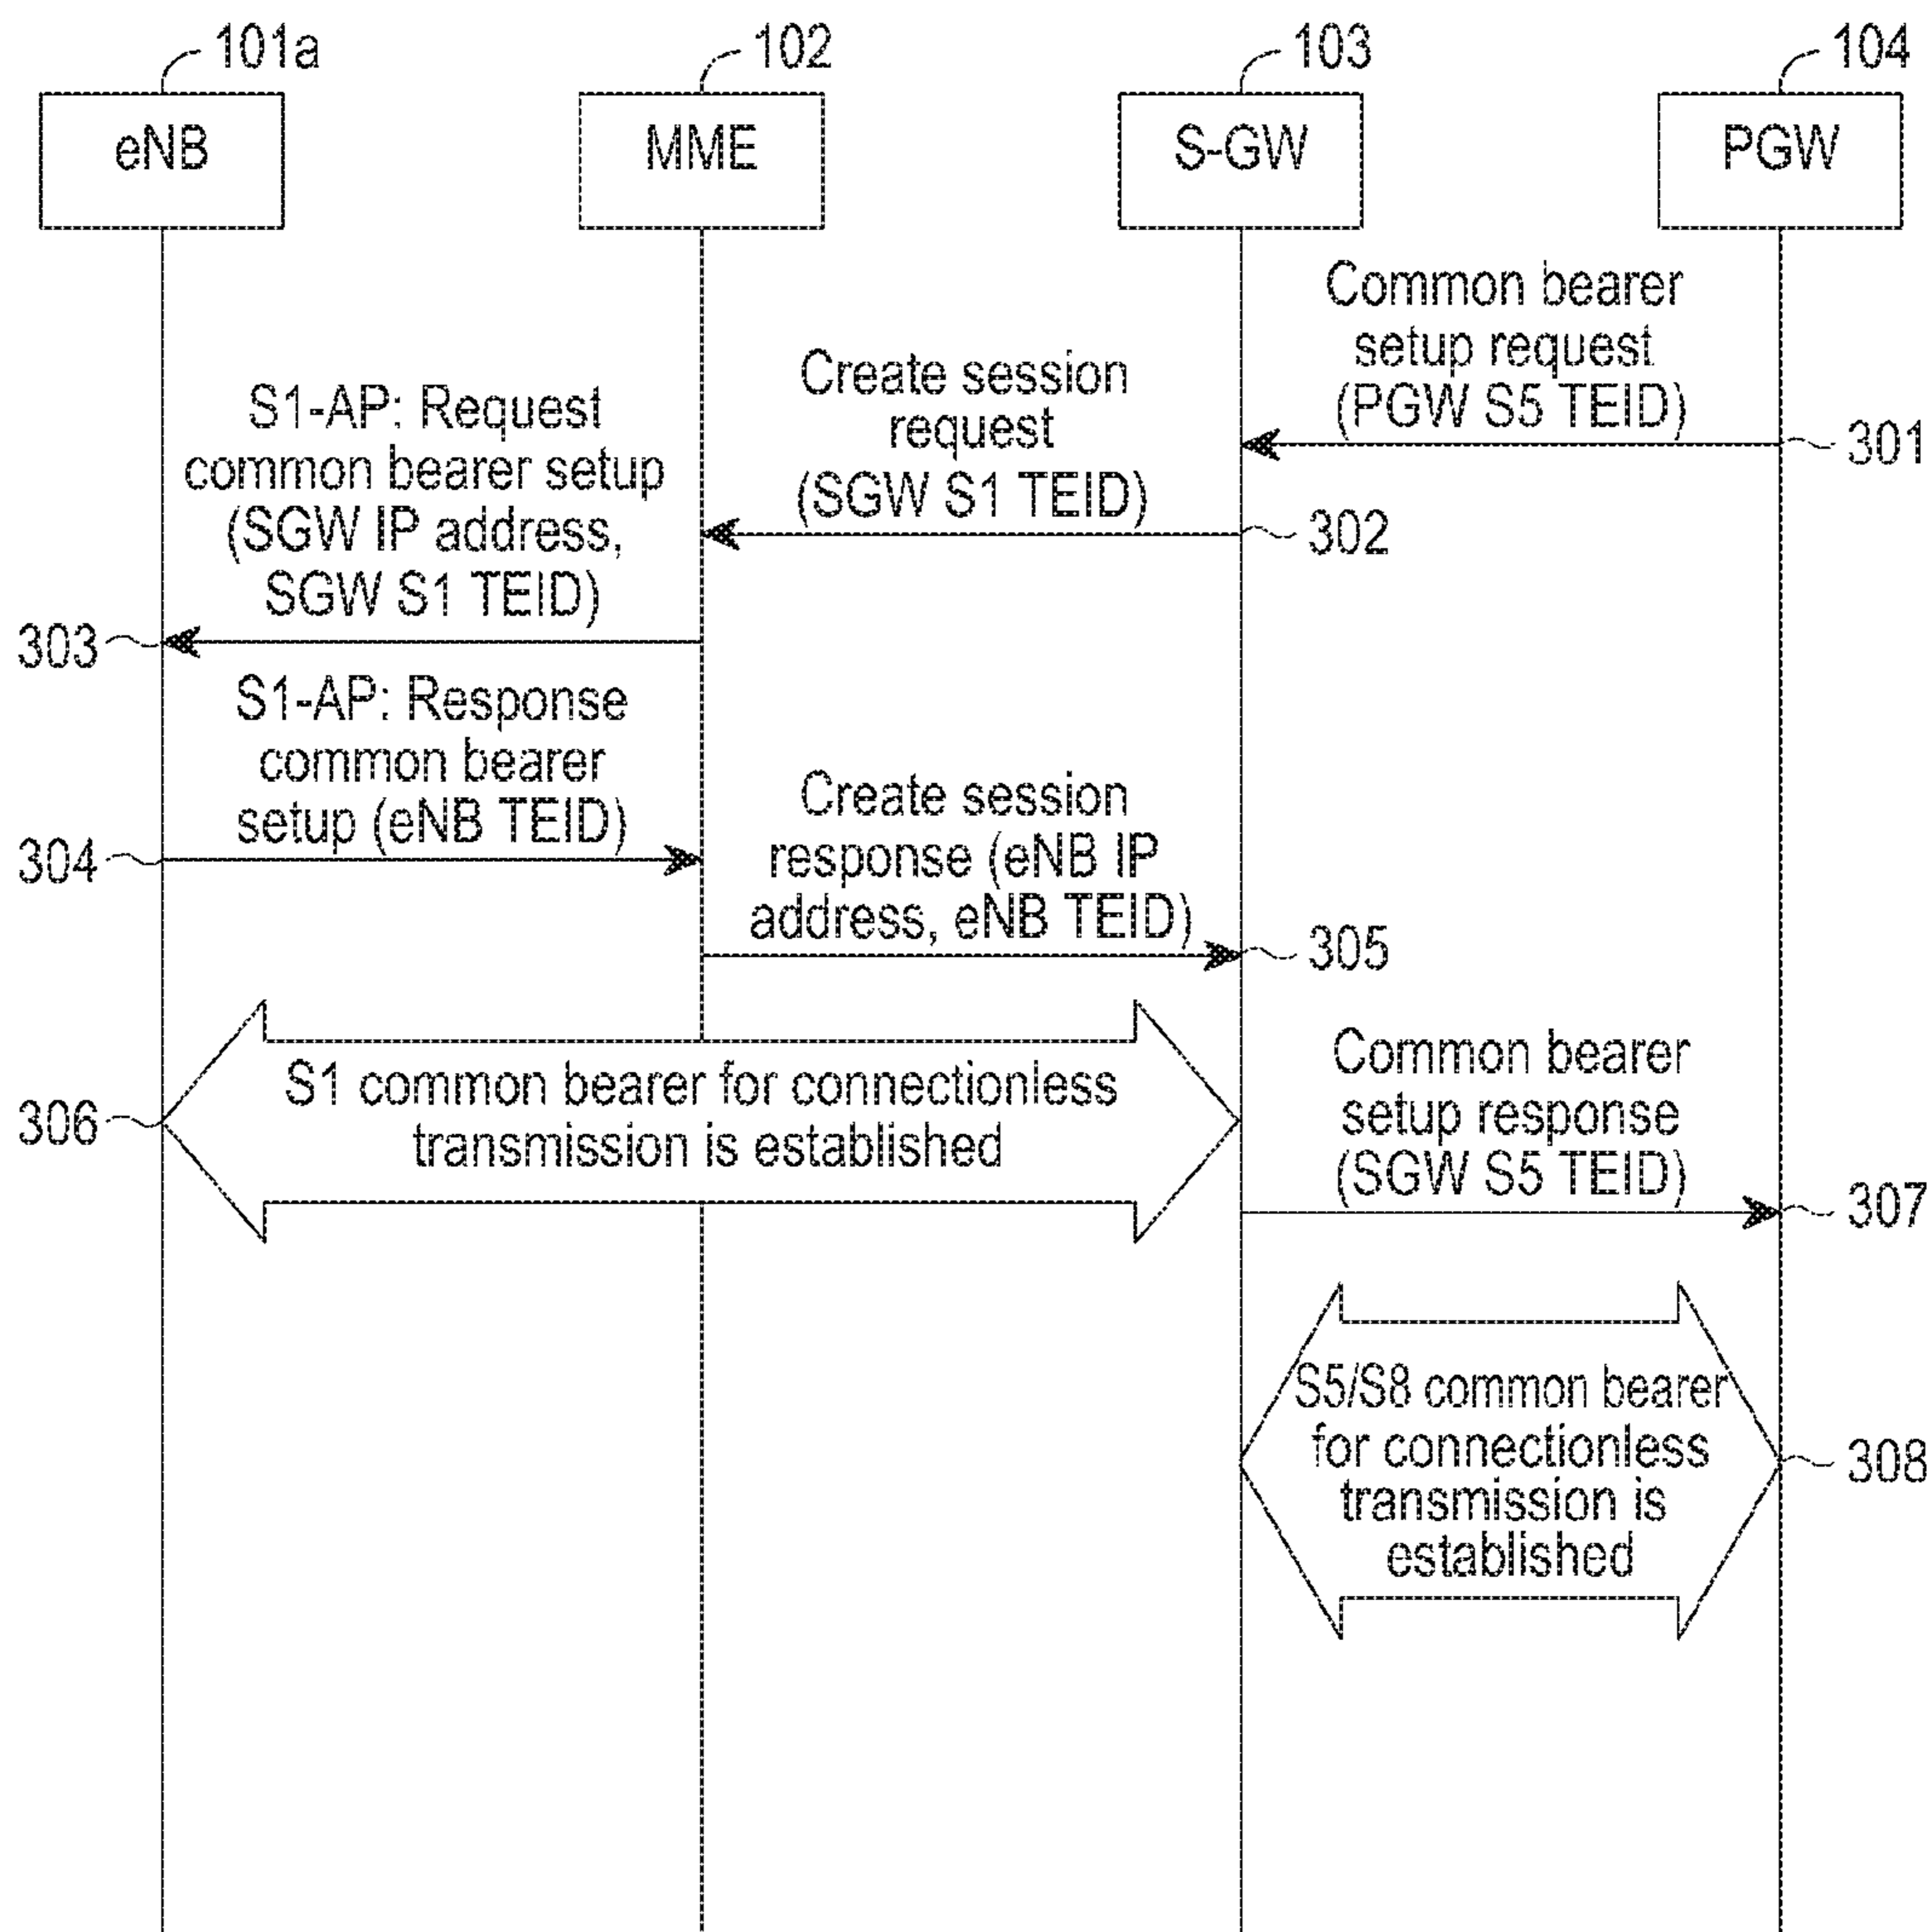 101a
102
103
104
eNB
MME
S-GW
PGW
Common bearer
setup request
(PGW S5 TEID)
301
Create session
request
(SGW S1 TEID)
302
S1-AP: Request
common bearer setup
(SGW IP address,
SGW S1 TEID)
303
S1-AP: Response
common bearer
setup (eNB TEID)
304
Create session
response (eNB IP
address, eNB TEID)
305
S1 common bearer for connectionless
transmission is established
306
Common bearer
setup response
(SGW S5 TEID)
307
S5/S8 common bearer
for connectionless
transmission is
established
308